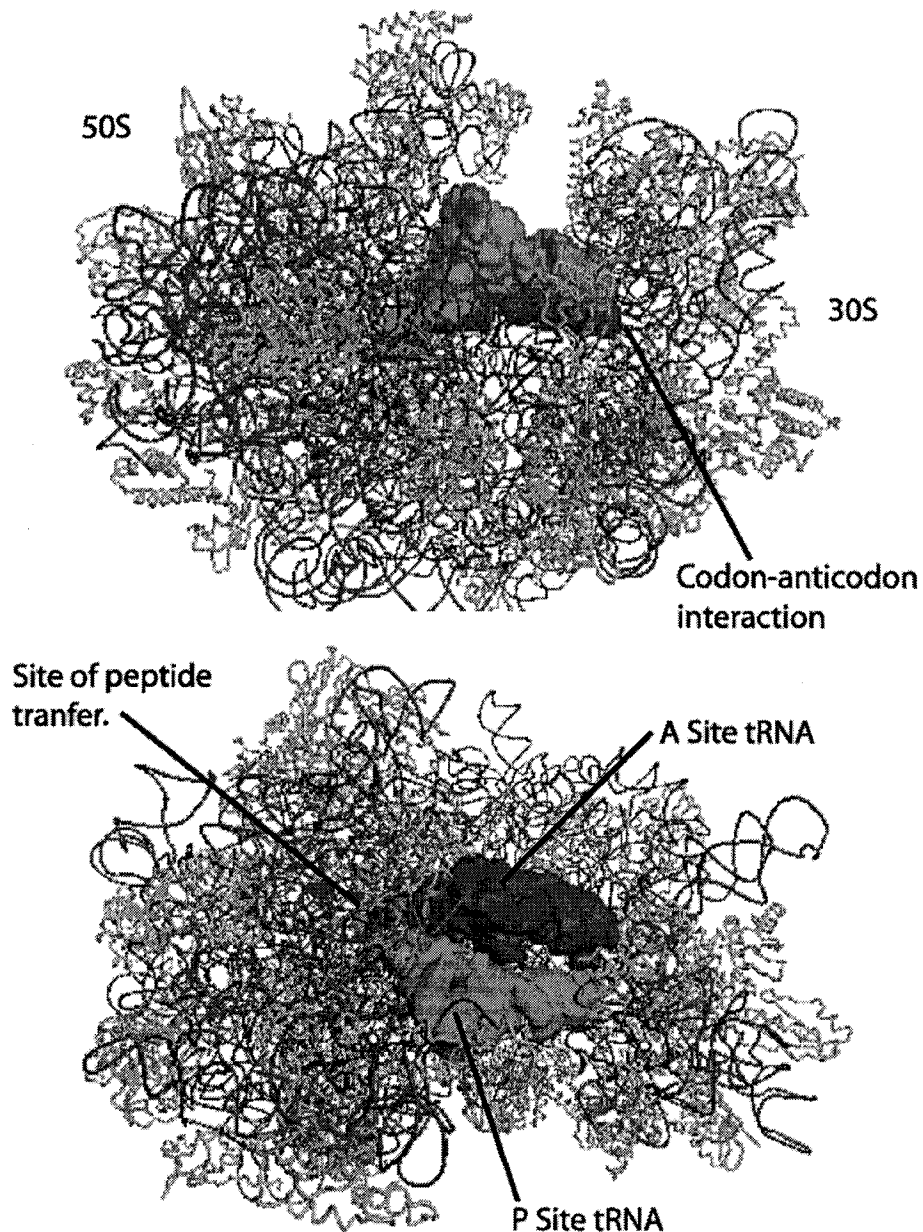 50S
30S
Codon-anticodon
interaction
Site of peptide
tranfer.
A Site tRNA
P Site tRNA